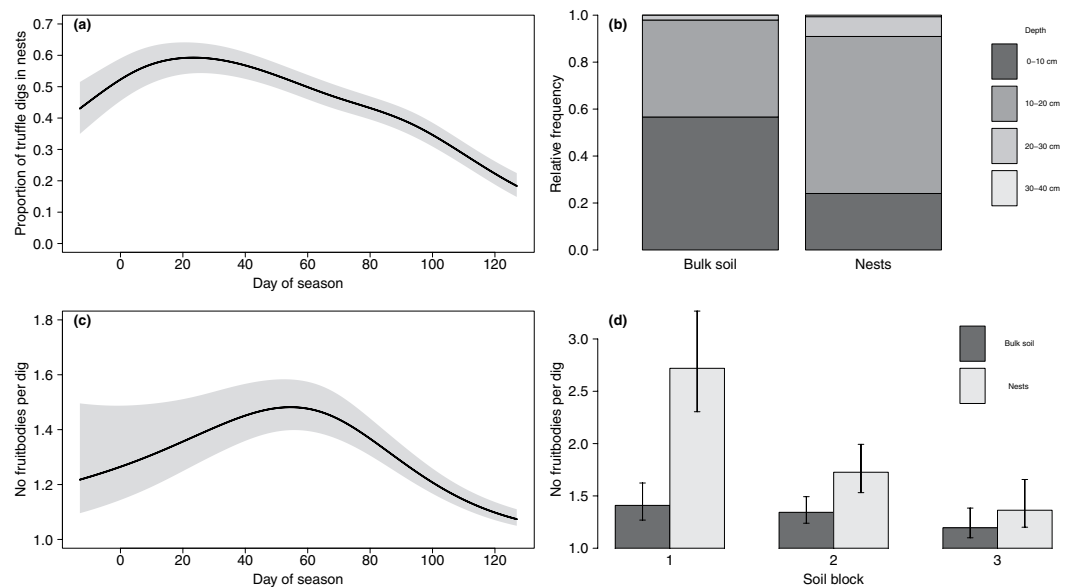 (a)
Proportion of truffle digs in nests
0.7
0.6
0.5
0.4
0.3
0.2
0.1
0.0
0 20 40 60 80 100 120
Day of season
(b)
Relative frequency
1.0
0.8
0.6
0.4
0.2
0.0
Bulk soil Nests
Depth
0–10 cm
10–20 cm
20–30 cm
30–40 cm
(c)
No fruitbodies per dig
1.8
1.6
1.4
1.2
1.0
0 20 40 60 80 100 120
Day of season
(d)
No fruitbodies per dig
3.0
2.5
2.0
1.5
1.0
1 2 3
Soil block
Bulk soil
Nests